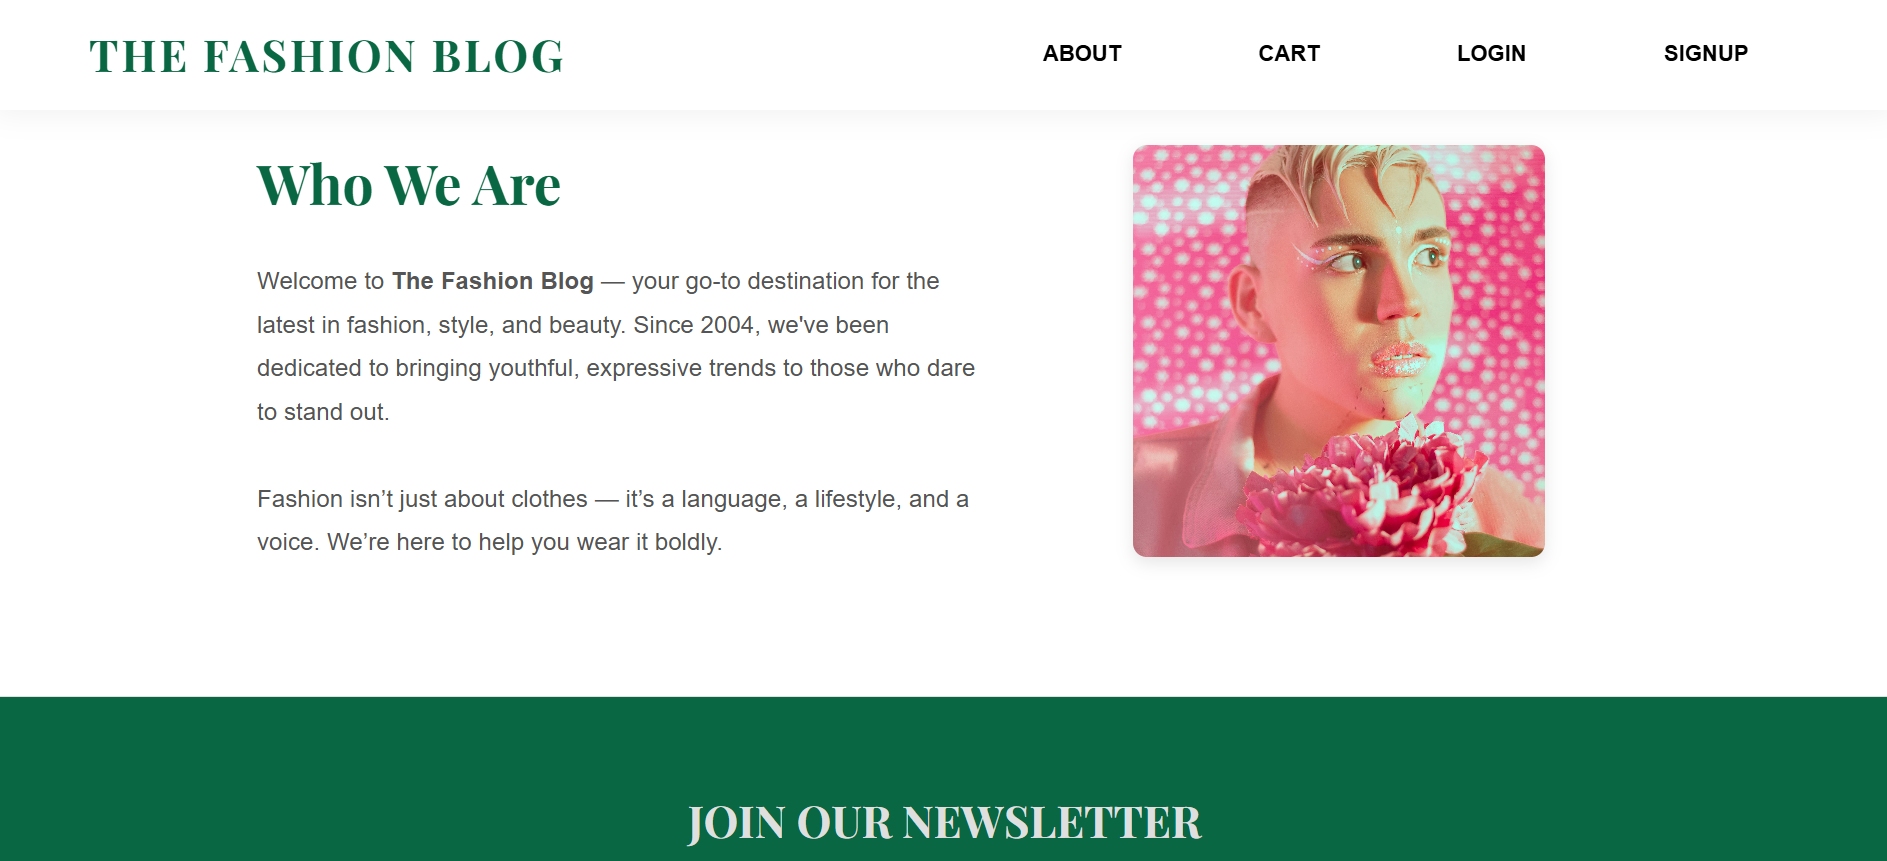 THE FASHION BLOG
ABOUT CART LOGIN SIGNUP
Who We Are
Welcome to The Fashion Blog — your go-to destination for the
latest in fashion, style, and beauty. Since 2004, we've been
dedicated to bringing youthful, expressive trends to those who dare
to stand out.
Fashion isn’t just about clothes — it’s a language, a lifestyle, and a
voice. We’re here to help you wear it boldly.
JOIN OUR NEWSLETTER